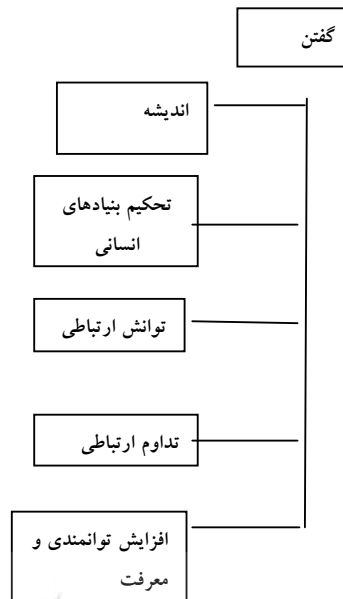 گفتن
اندیشه
تحکیم بنیادهای
انسانی
توانش ارتباطی
تداوم ارتباطی
افزایش توانمندی و
معرفت